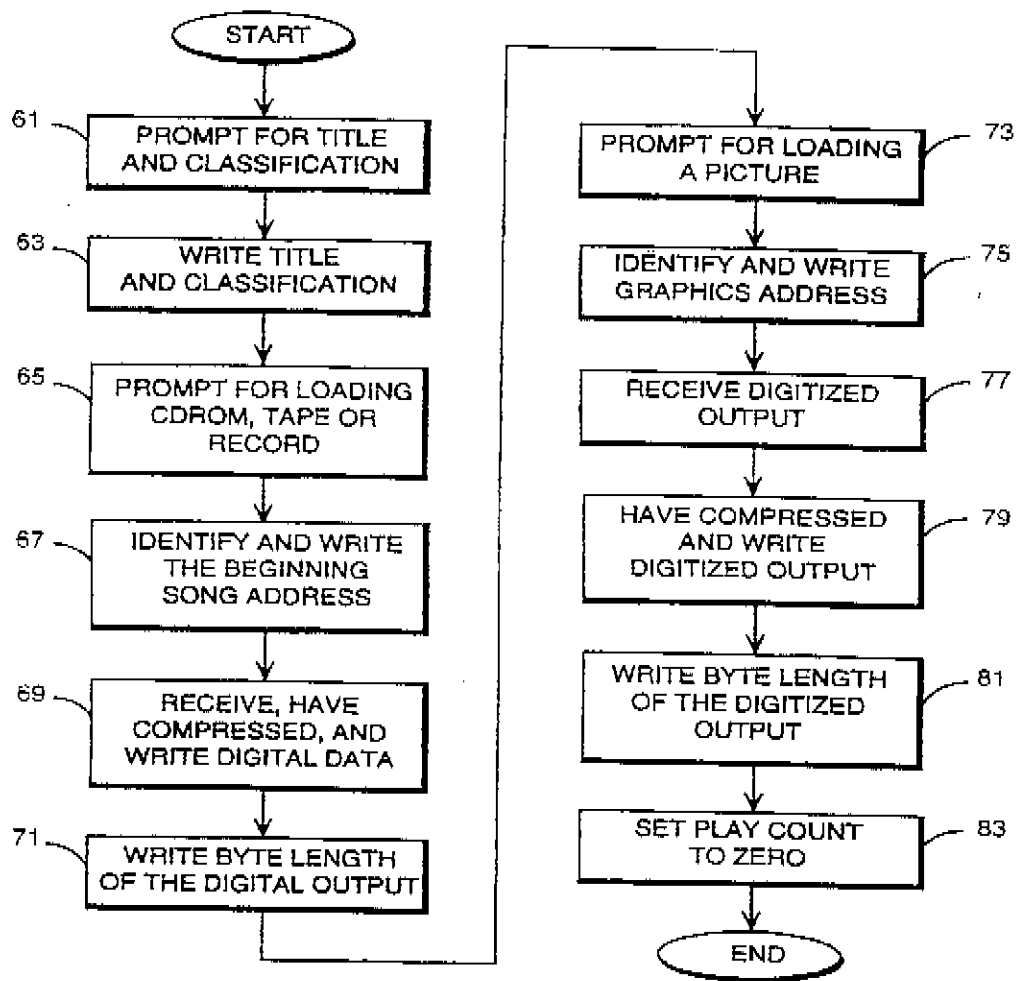 START
61
PROMPT FOR TITLE
AND CLASSIFICATION
63
WRITE TITLE
AND CLASSIFICATION
65
PROMPT FOR LOADING
CDROM, TAPE OR
RECORD
67
IDENTIFY AND WRITE
THE BEGINNING
SONG ADDRESS
69
RECEIVE, HAVE
COMPRESSED, AND
WRITE DIGITAL DATA
71
WRITE BYTE LENGTH
OF THE DIGITAL OUTPUT
PROMPT FOR LOADING
A PICTURE
73
IDENTIFY AND WRITE
GRAPHICS ADDRESS
75
RECEIVE DIGITIZED
OUTPUT
77
HAVE COMPRESSED
AND WRITE
DIGITIZED OUTPUT
79
WRITE BYTE LENGTH
OF THE DIGITIZED
OUTPUT
81
SET PLAY COUNT
TO ZERO
83
END